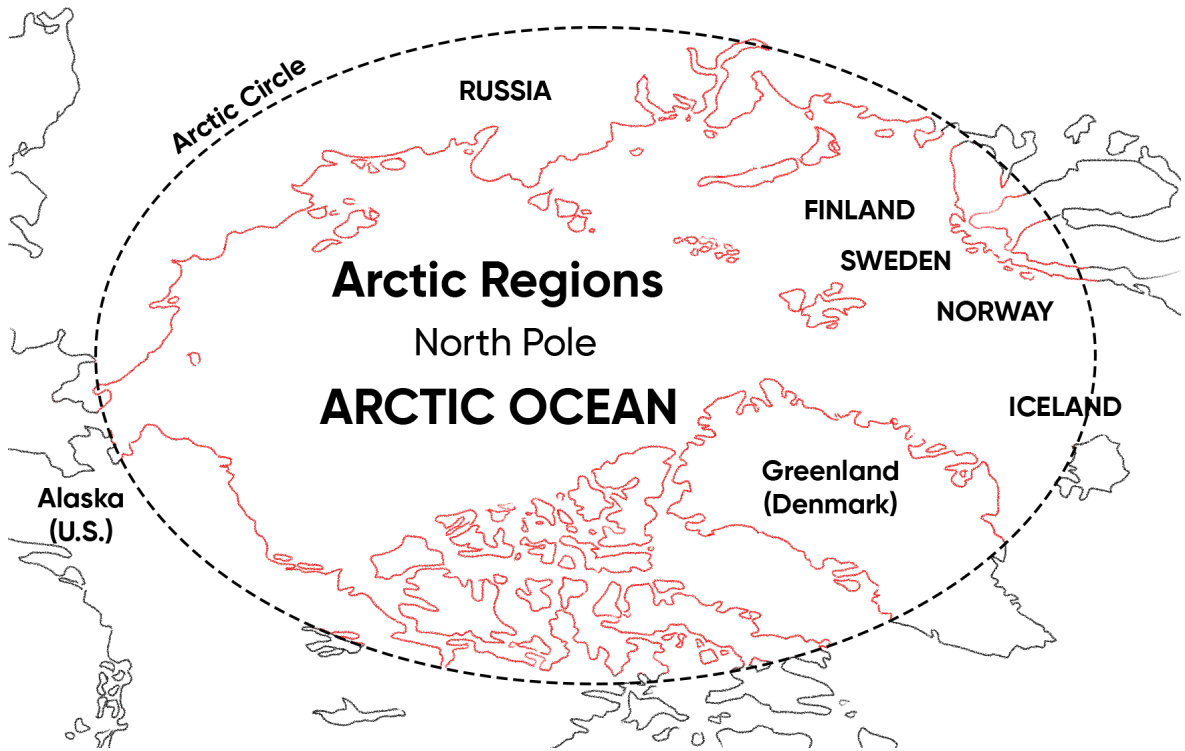 Arctic Circle
RUSSIA
FINLAND
SWEDEN
Arctic Regions
NORWAY
North Pole
ARCTIC OCEAN
ICELAND
Greenland
(Denmark)
Alaska
(U.S.)